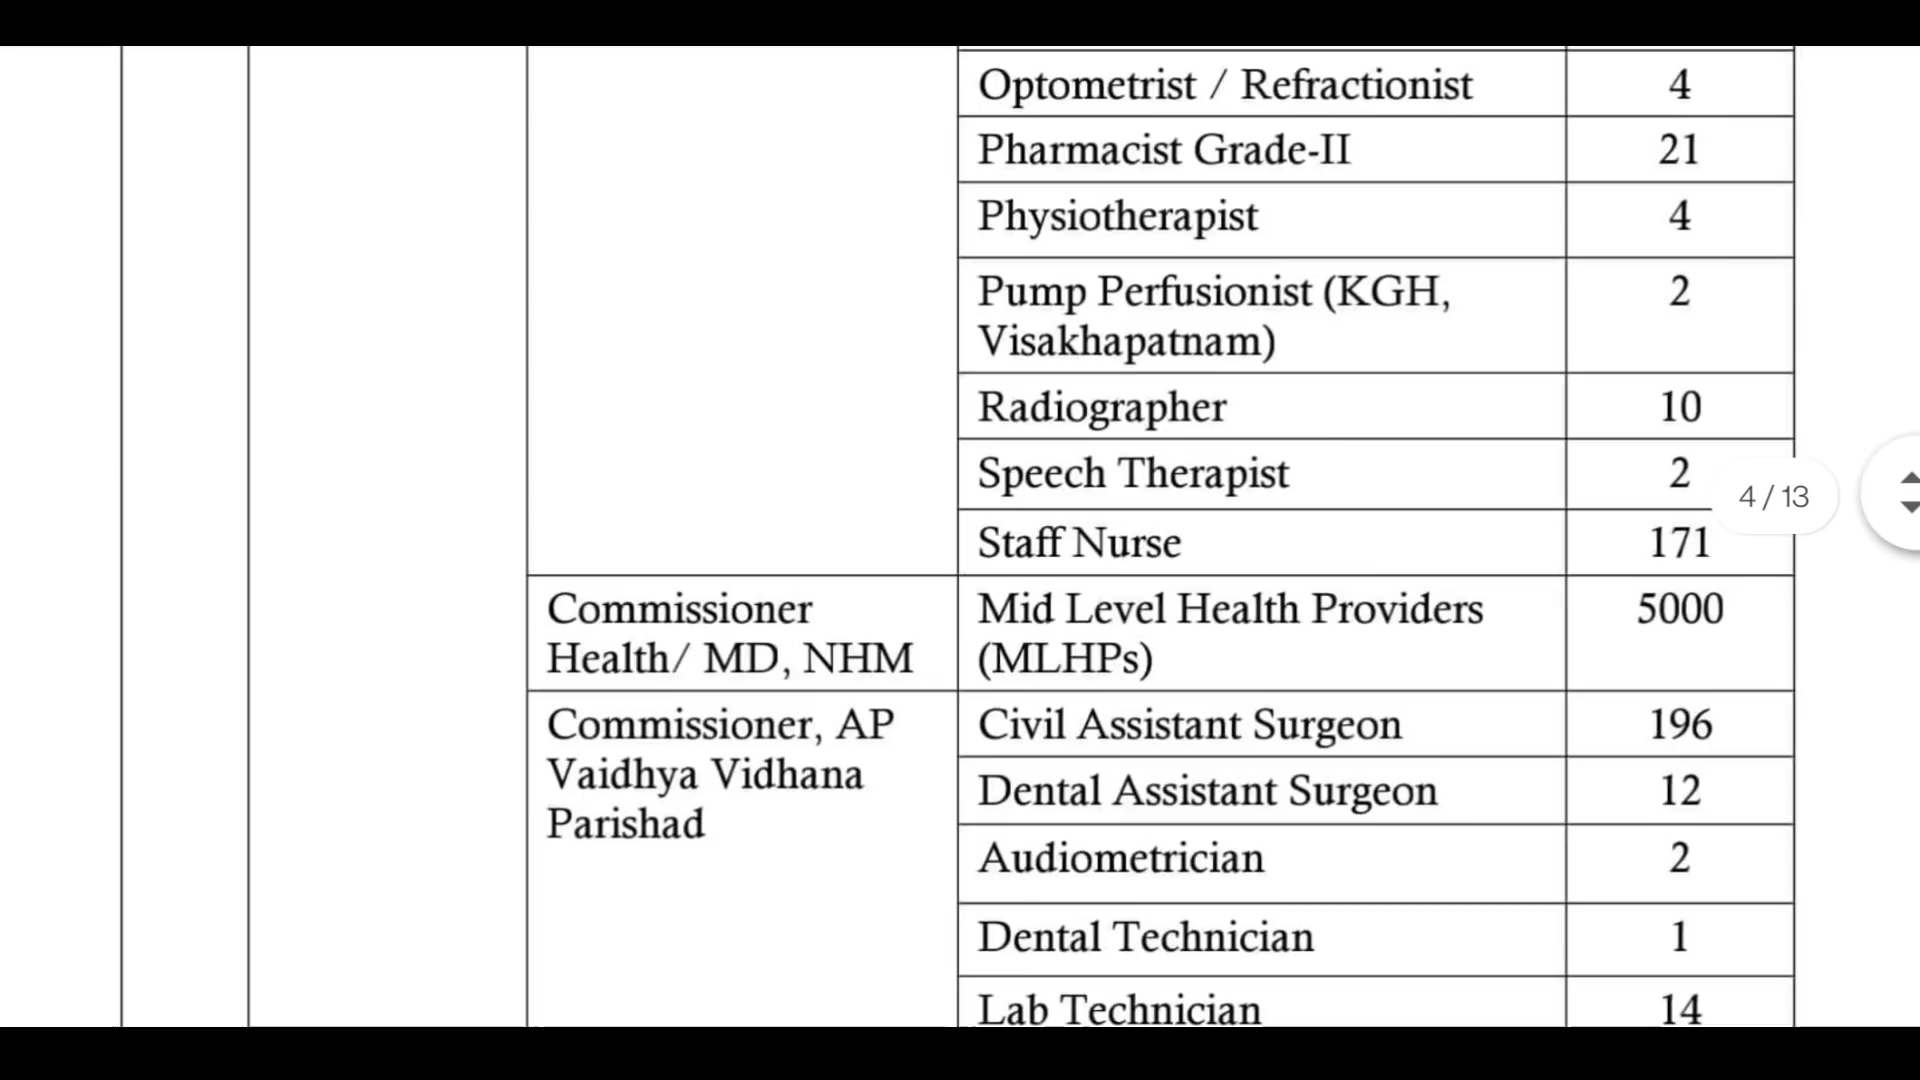 Optometrist / Refractionist 4
Pharmacist Grade-II 21
Physiotherapist 4
Pump Perfusionist (KGH, 2
Visakhapatnam)
Radiographer 10
Speech Therapist 2
4 / 13
Staff Nurse 171
Commissioner Mid Level Health Providers 5000
Health/ MD, NHM (MLHPs)
Commissioner, AP Civil Assistant Surgeon 196
Vaidhya Vidhana Dental Assistant Surgeon 12
Parishad
Audiometrician 2
Dental Technician 1
Lab Technician 14